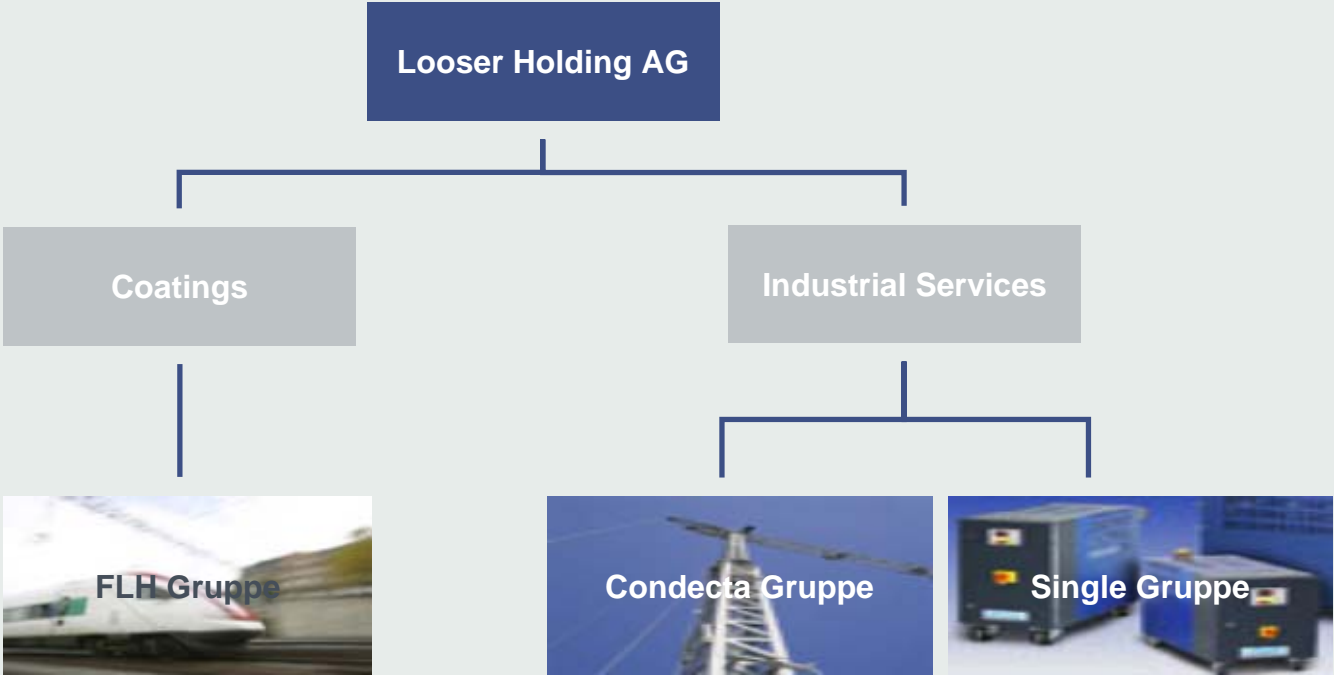 Looser Holding AG
Coatings
Industrial Services
FLH Gruppe
Condecta Gruppe
Single Gruppe